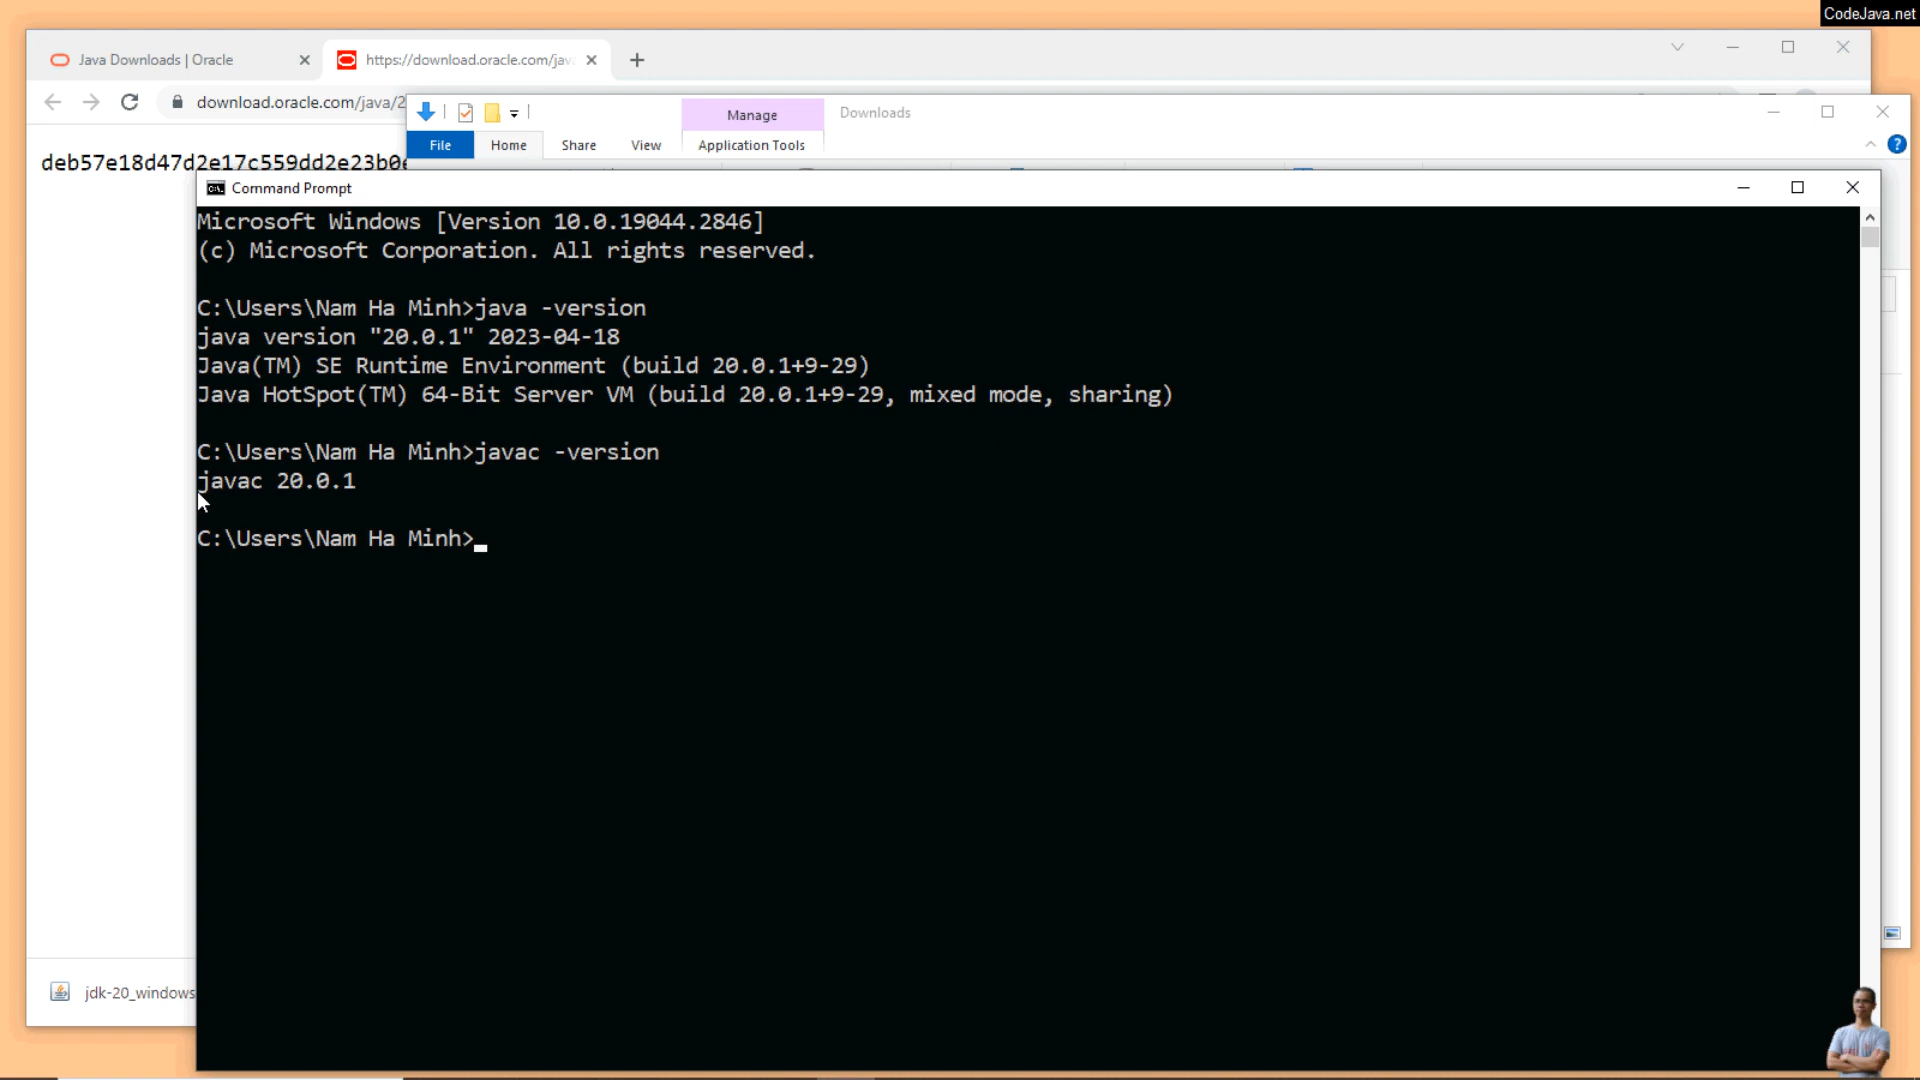 CodeJava.net
Java Downloads | Oracle
https://download.oracle.com/java
download.oracle.com/java/2
Manage
Downloads
File
Home
Share
View
Application Tools
deb57e18d47d2e17c559dd2e23b0e
Command Prompt
Microsoft Windows [Version 10.0.19044.2846]
(c) Microsoft Corporation. All rights reserved.
C:\Users\Nam Ha Minh>java -version
java version "20.0.1" 2023-04-18
Java(TM) SE Runtime Environment (build 20.0.1+9-29)
Java HotSpot(TM) 64-Bit Server VM (build 20.0.1+9-29, mixed mode, sharing)
C:\Users\Nam Ha Minh>javac -version
javac 20.0.1
C:\Users\Nam Ha Minh>
jdk-20_windows